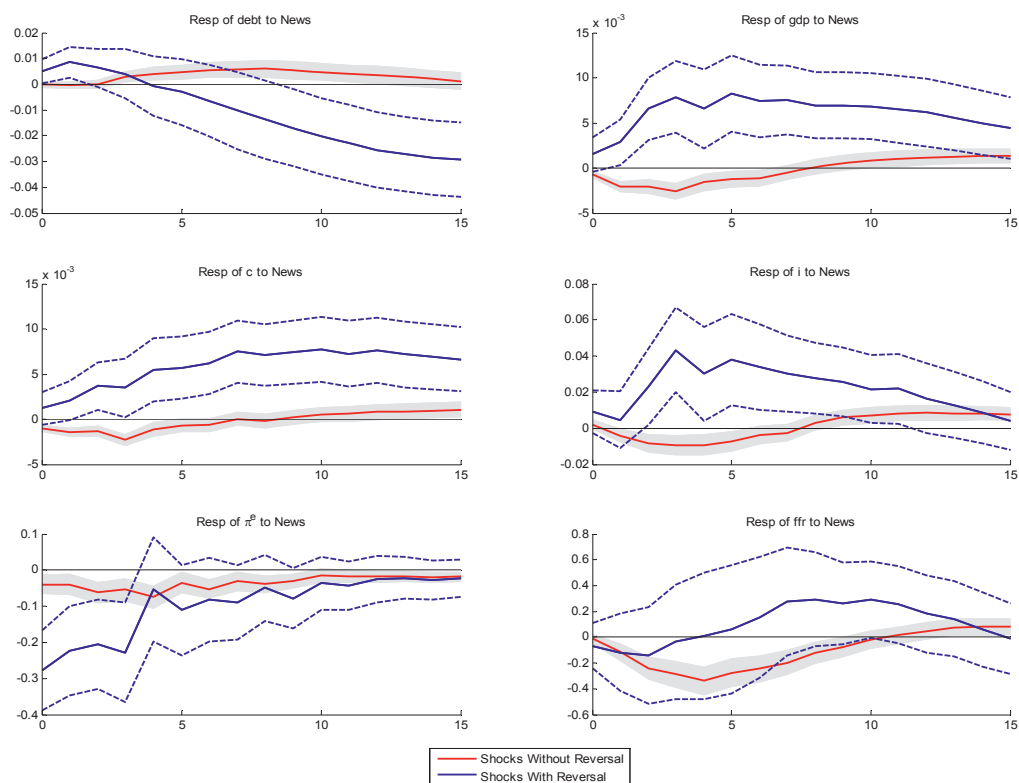 Resp of debt to News
0.02
0.01
0
-0.01
-0.02
-0.03
-0.04
-0.05
0 5 10 15
Resp of gdp to News
x 10⁻³
15
10
5
0
-5
0 5 10 15
Resp of c to News
x 10⁻³
15
10
5
0
-5
0 5 10 15
Resp of i to News
0.08
0.06
0.04
0.02
0
-0.02
0 5 10 15
Resp of πᵉ to News
0.1
0
-0.1
-0.2
-0.3
-0.4
0 5 10 15
Resp of ffr to News
0.8
0.6
0.4
0.2
0
-0.2
-0.4
-0.6
0 5 10 15
Shocks Without Reversal
Shocks With Reversal